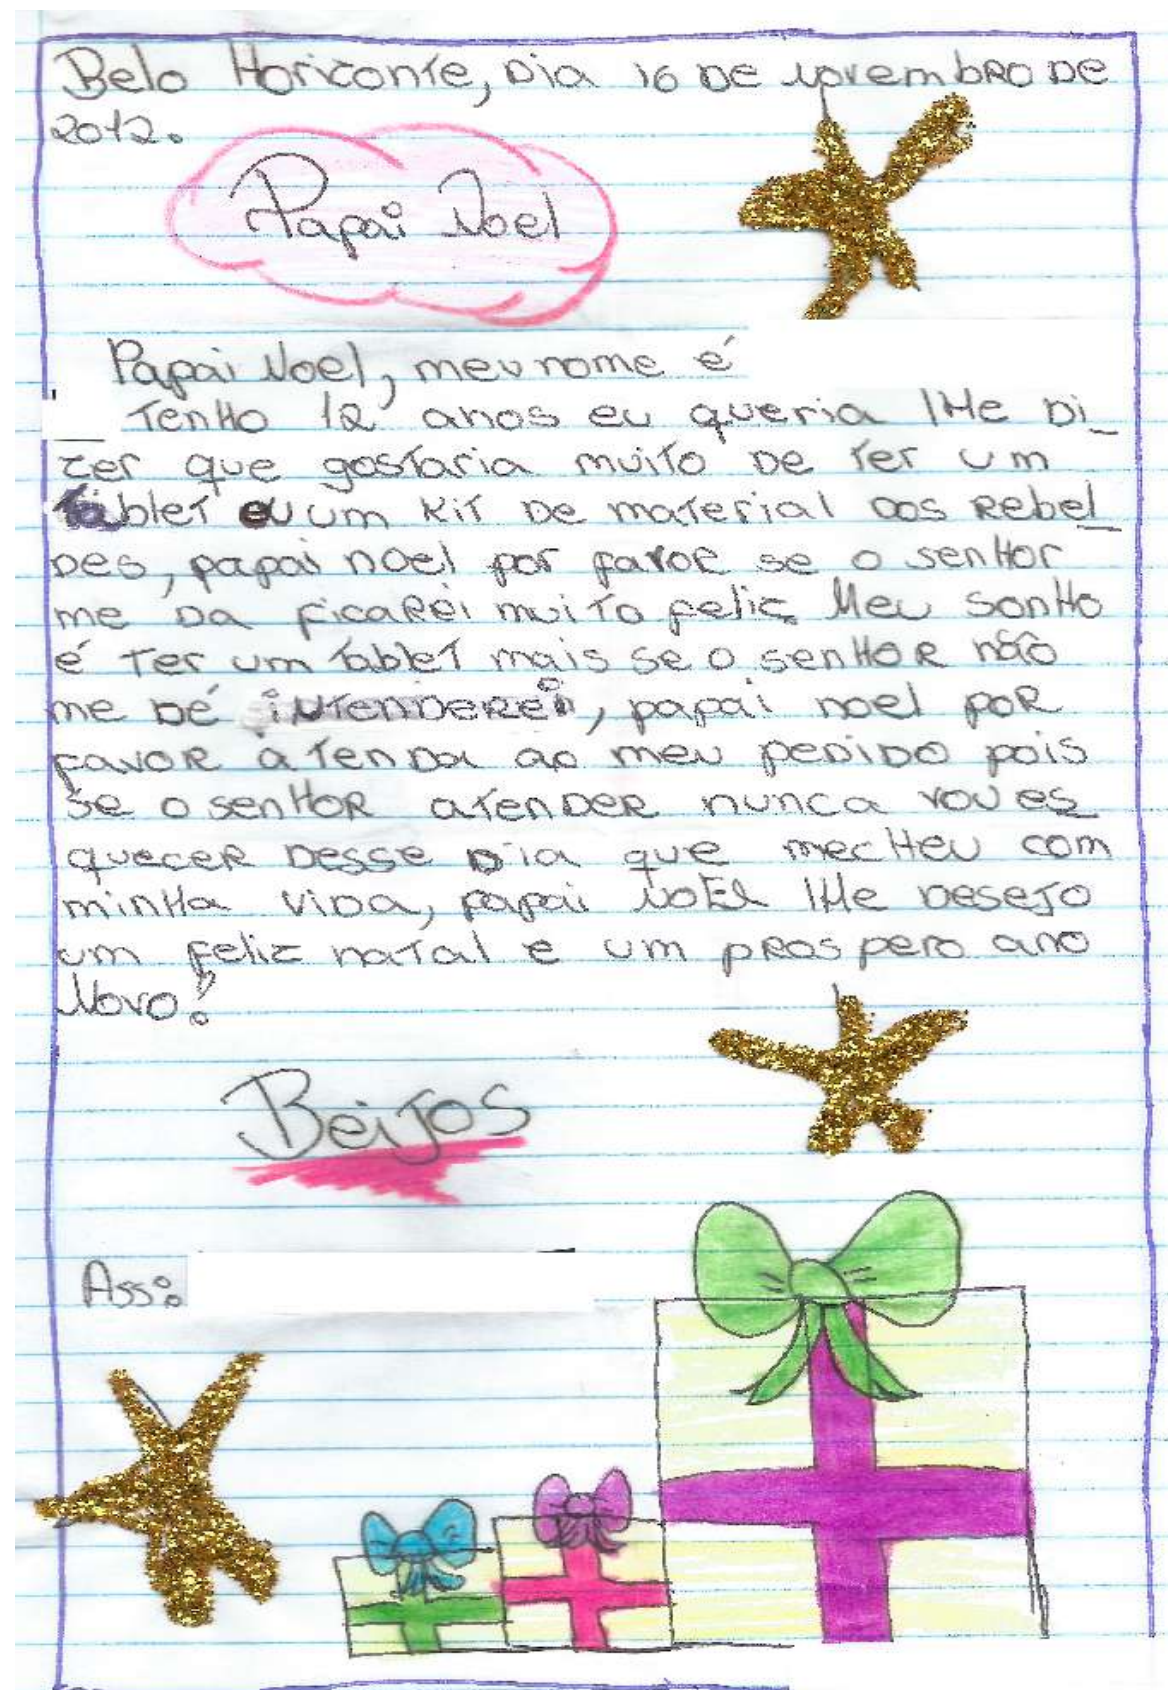 Belo Horizonte, Dia 16 De novembro De
2012.
Papai Noel
Papai Noel, meu nome é
Tenho 12 anos eu queria lhe Di_
zer que gostaria muito De Ter um
Tablet ou um Kit De material dos Rebel_
Des, papai noel por favor se o senhor
me Da ficarei muito feliz Meu sonho
é Ter um Tablet mais se o senhor não
me Dé intenderei, papai noel por
favor atenda ao meu pedido pois
se o senhor atender nunca vou es_
quecer Desse Dia que mecheu com
minha vida, papai Noel lhe Desejo
um feliz natal e um prospero ano
Novo!
Beijos
Ass: